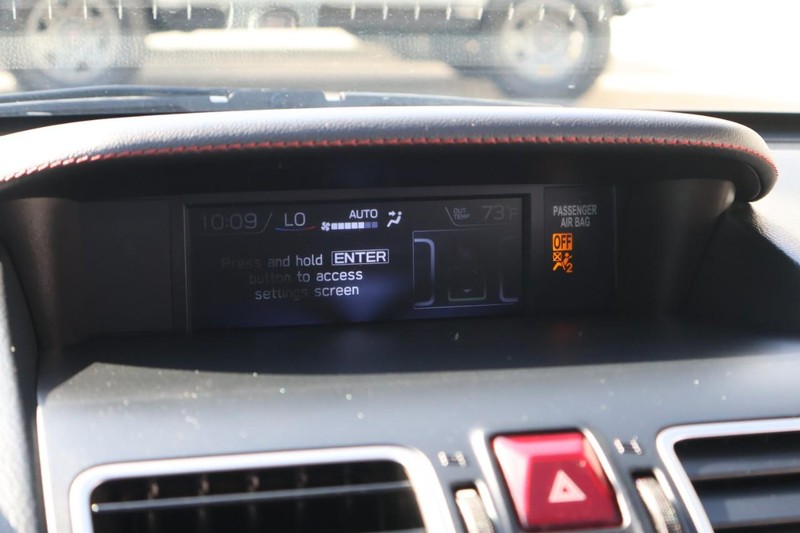 10:09 LO AUTO OUT TEMP 73°F
Press and hold ENTER
button to access
settings screen
PASSENGER
AIR BAG
OFF
2